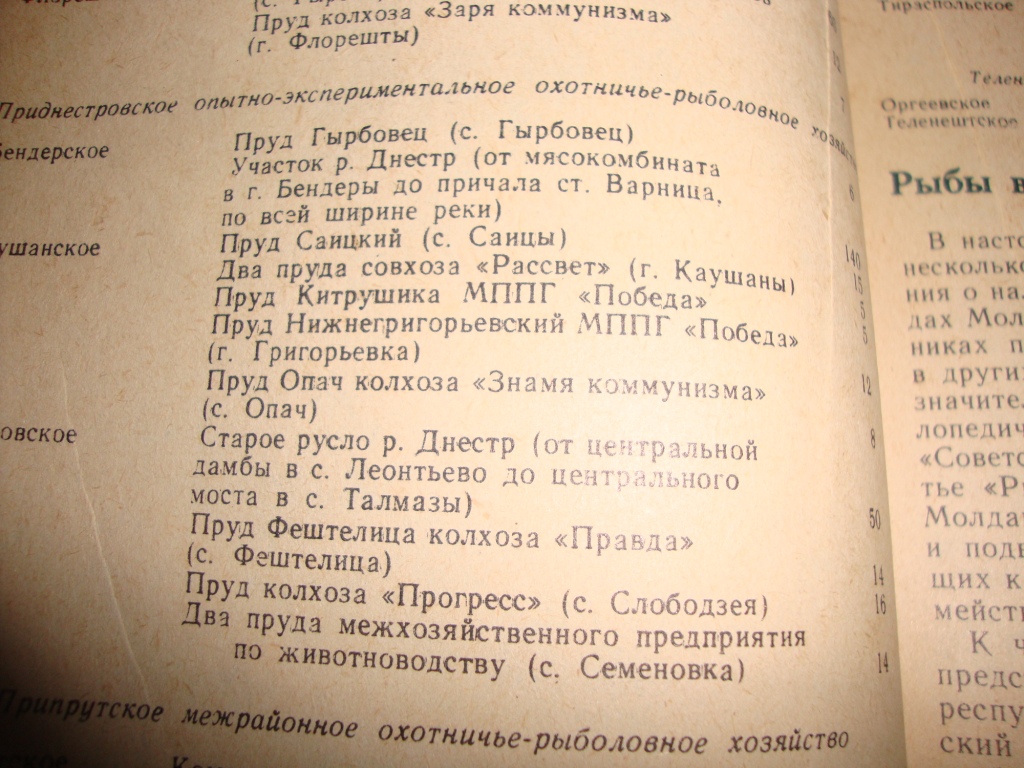 Пруд колхоза «Заря коммунизма»
(г. Флорешты)
Приднестровское опытно-экспериментальное охотничье-рыболовное хозяйство
Бендерское Пруд Гырбовец (с. Гырбовец)
Участок р. Днестр (от мясокомбината
в г. Бендеры до причала ст. Варница, 6
по всей ширине реки)
ушанское Пруд Саицкий (с. Саицы) 140
Два пруда совхоза «Рассвет» (г. Каушаны) 15
Пруд Китрушика МППГ «Победа» 5
Пруд Нижнегригорьевский МППГ «Победа» 5
(г. Григорьевка)
Пруд Опач колхоза «Знамя коммунизма» 12
(с. Опач)
овское Старое русло р. Днестр (от центральной 8
дамбы в с. Леонтьево до центрального
моста в с. Талмазы) 50
Пруд Фештелица колхоза «Правда»
(с. Фештелица) 14
Пруд колхоза «Прогресс» (с. Слободзея) 16
Два пруда межхозяйственного предприятия
по животноводству (с. Семеновка) 14
Припрутское межрайонное охотничье-рыболовное хозяйство
Тираспольское
Телен
Оргеевское
Теленештское
Рыбы в
В насто
несколько
ния о на
дах Мол
никах п
в други
значител
лопедич
«Советс
тье «Р
Молда
и подв
щих к
мейст
К ч
предс
респу
ский